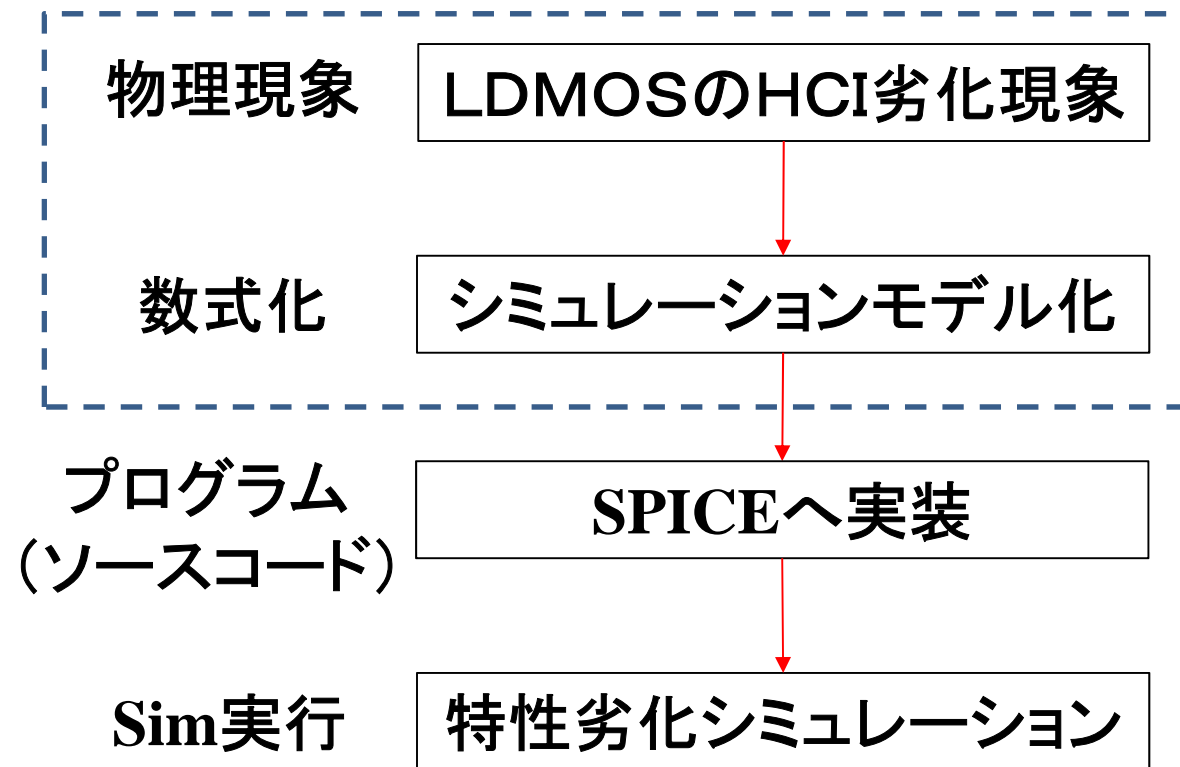 物理現象
LDMOSのHCI劣化現象
数式化
シミュレーションモデル化
プログラム
（ソースコード）
SPICEへ実装
Sim実行
特性劣化シミュレーション